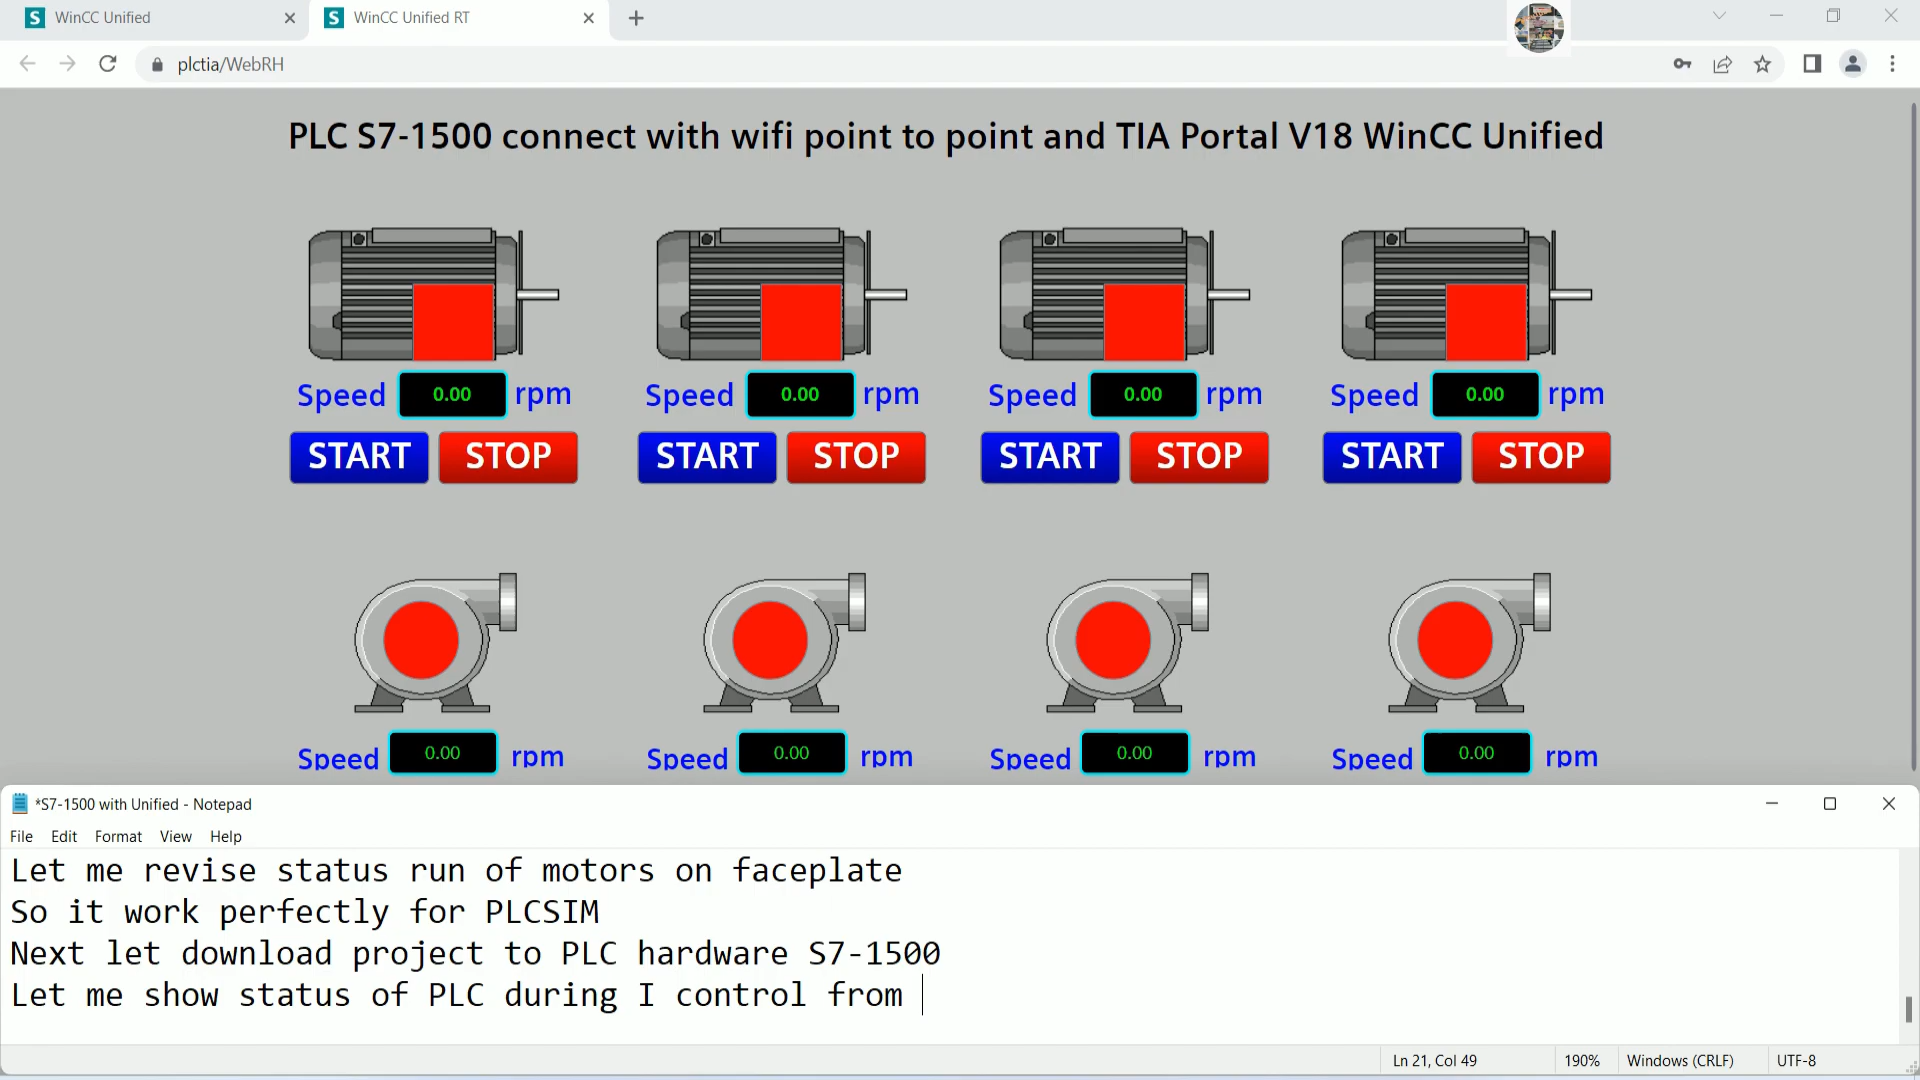 WinCC Unified
WinCC Unified RT
plctia/WebRH
PLC S7-1500 connect with wifi point to point and TIA Portal V18 WinCC Unified
Speed 0.00 rpm Speed 0.00 rpm Speed 0.00 rpm Speed 0.00 rpm
START STOP START STOP START STOP START STOP
Speed 0.00 rpm Speed 0.00 rpm Speed 0.00 rpm Speed 0.00 rpm
*S7-1500 with Unified - Notepad
File Edit Format View Help
Let me revise status run of motors on faceplate
So it work perfectly for PLCSIM
Next let download project to PLC hardware S7-1500
Let me show status of PLC during I control from
Ln 21, Col 49 190% Windows (CRLF) UTF-8